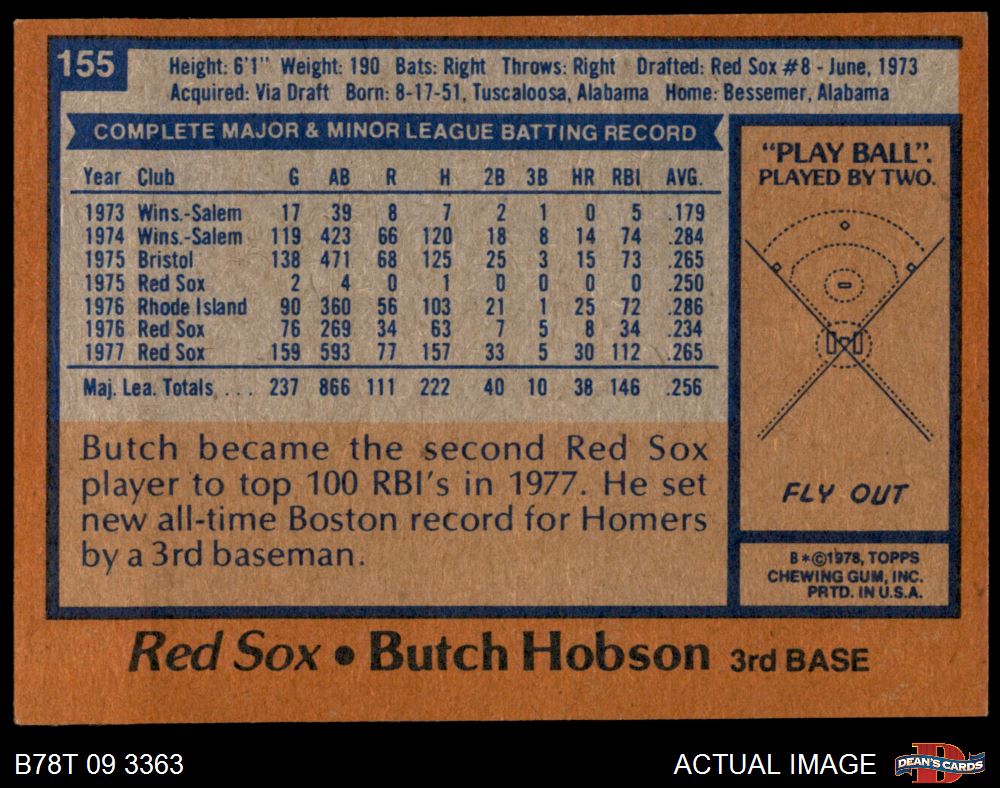 155
Height: 6'1" Weight: 190 Bats: Right Throws: Right Drafted: Red Sox #8 - June, 1973
Acquired: Via Draft Born: 8-17-51, Tuscaloosa, Alabama Home: Bessemer, Alabama
COMPLETE MAJOR & MINOR LEAGUE BATTING RECORD
Year Club G AB R H 2B 3B HR RBI AVG.
1973 Wins.-Salem 17 39 8 7 2 1 0 5 .179
1974 Wins.-Salem 119 423 66 120 18 8 14 74 .284
1975 Bristol 138 471 68 125 25 3 15 73 .265
1975 Red Sox 2 4 0 1 0 0 0 0 .250
1976 Rhode Island 90 360 56 103 21 1 25 72 .286
1976 Red Sox 76 269 34 63 7 5 8 34 .234
1977 Red Sox 159 593 77 157 33 5 30 112 .265
Maj. Lea. Totals . . . 237 866 111 222 40 10 38 146 .256
Butch became the second Red Sox
player to top 100 RBI's in 1977. He set
new all-time Boston record for Homers
by a 3rd baseman.
"PLAY BALL".
PLAYED BY TWO.
FLY OUT
B*©1978, TOPPS
CHEWING GUM, INC.
PRTD. IN U.S.A.
Red Sox • Butch Hobson 3rd BASE
B78T 09 3363
ACTUAL IMAGE
DEAN'S CARDS